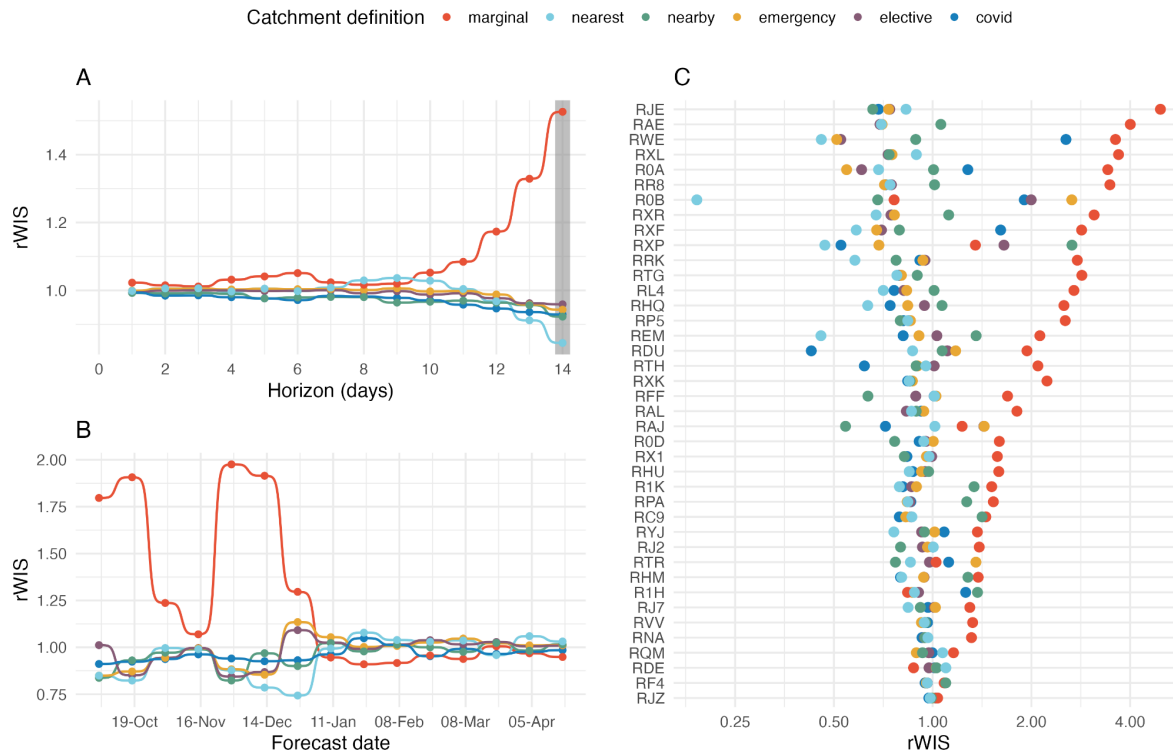 Catchment definition marginal nearest nearby emergency elective covid
A
rWIS
1.4
1.2
1.0
0 2 4 6 8 10 12 14
Horizon (days)
B
rWIS
2.00
1.75
1.50
1.25
1.00
0.75
19-Oct 16-Nov 14-Dec 11-Jan 08-Feb 08-Mar 05-Apr
Forecast date
C
RJE
RAE
RWE
RXL
R0A
RR8
R0B
RXR
RXF
RXP
RRK
RTG
RL4
RHQ
RP5
REM
RDU
RTH
RXK
RFF
RAL
RAJ
R0D
RX1
RHU
R1K
RPA
RC9
RYJ
RJ2
RTR
RHM
R1H
RJ7
RVV
RNA
RQM
RDE
RF4
RJZ
0.25 0.50 1.00 2.00 4.00
rWIS